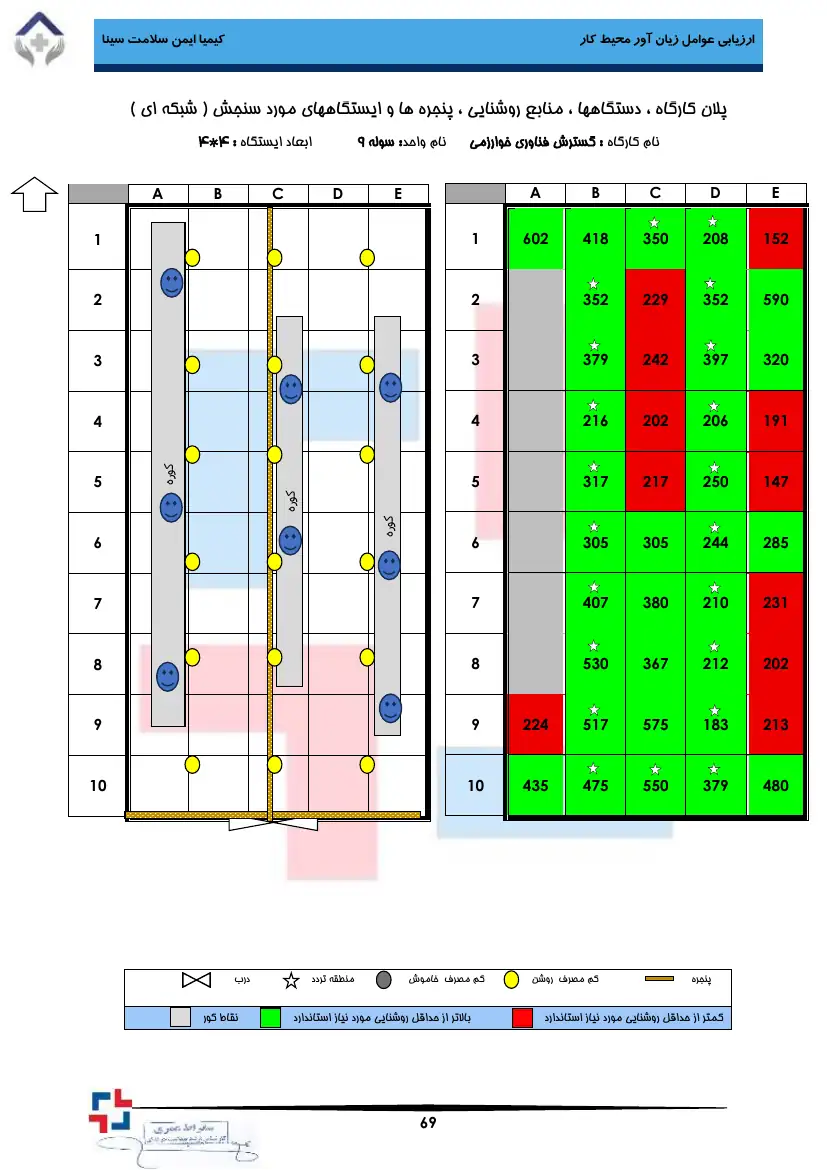 ارزیابی عوامل زیان آور محیط کار
کیمیا ایمن سلامت سینا
پلان کارگاه ، دستگاهها ، منابع روشنایی ، پنجره ها و ایستگاههای مورد سنجش ( شبکه ای )
نام کارگاه : گسترش فناوری خوارزمی نام واحد: سوله ۹ ابعاد ایستگاه : ۴*۴
A B C D E
1
2
3
4
5
6
7
8
9
10
کوره
کوره
کوره
A B C D E
1 602 418 350 208 152
2 352 229 352 590
3 379 242 397 320
4 216 202 206 191
5 317 217 250 147
6 305 305 244 285
7 407 380 210 231
8 530 367 212 202
9 224 517 575 183 213
10 435 475 550 379 480
پنجره کم مصرف روشن کم مصرف خاموش منطقه تردد درب
کمتر از حداقل روشنایی مورد نیاز استاندارد بالاتر از حداقل روشنایی مورد نیاز استاندارد نقاط کور
69